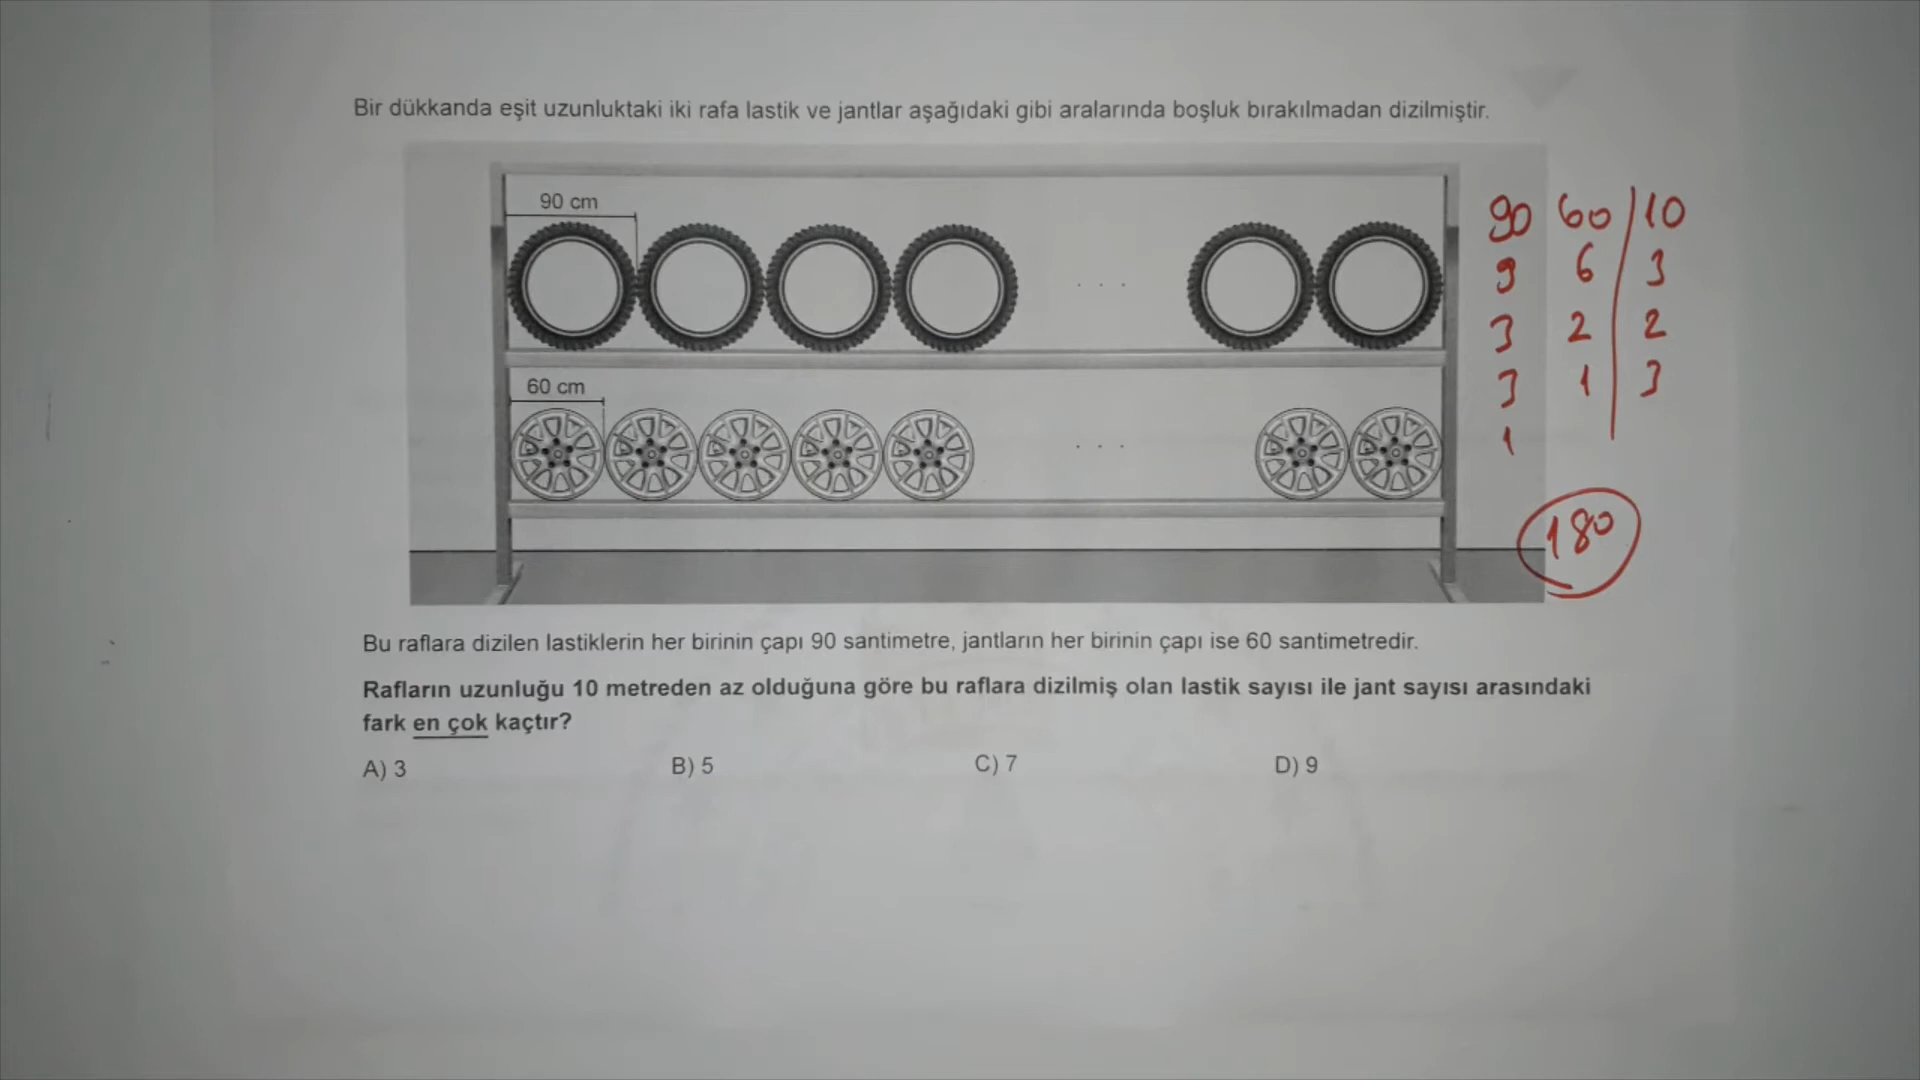 Bir dükkanda eşit uzunluktaki iki rafa lastik ve jantlar aşağıdaki gibi aralarında boşluk bırakılmadan dizilmiştir.
90 cm
. . .
60 cm
. . .
90 60 10
9 6 3
3 2 2
3 1 3
1
180
Bu raflara dizilen lastiklerin her birinin çapı 90 santimetre, jantların her birinin çapı ise 60 santimetredir.
Rafların uzunluğu 10 metreden az olduğuna göre bu raflara dizilmiş olan lastik sayısı ile jant sayısı arasındaki
fark en çok kaçtır?
A) 3 B) 5 C) 7 D) 9